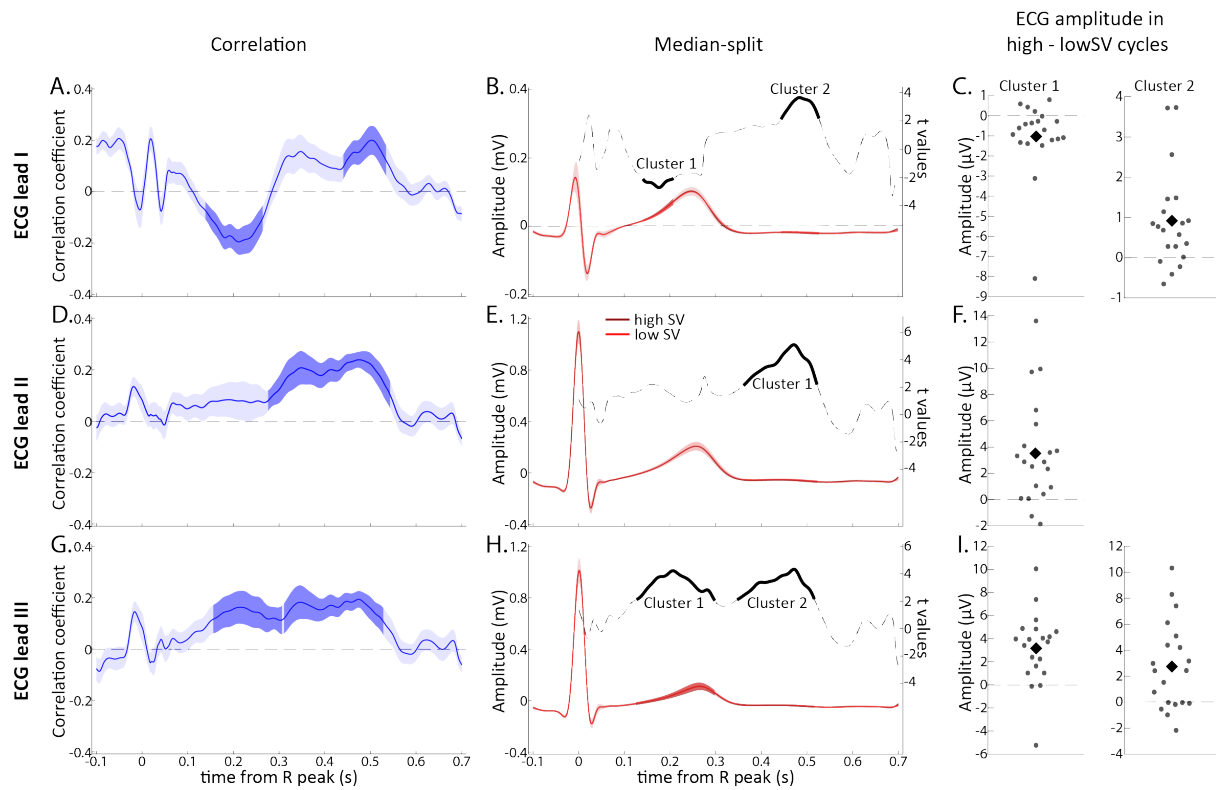 Correlation
Median-split
ECG amplitude in
high - lowSV cycles
ECG lead I
A.
0.4
0.2
0
-0.2
-0.4
Correlation coefficient
B.
0.4
0.2
0
-0.2
Amplitude (mV)
Cluster 1
Cluster 2
4
2
0
-2
-4
t values
C.
Cluster 1
1
0
-1
-2
-3
-4
-5
-6
-7
-8
-9
Amplitude (μV)
Cluster 2
4
3
2
1
0
-1
ECG lead II
D.
0.4
0.2
0
-0.2
-0.4
Correlation coefficient
E.
1.2
0.8
0.4
0
-0.4
Amplitude (mV)
high SV
low SV
Cluster 1
6
4
2
0
-2
-4
t values
F.
14
12
10
8
6
4
2
0
-2
Amplitude (μV)
ECG lead III
G.
0.4
0.2
0
-0.2
-0.4
Correlation coefficient
-0.1 0 0.1 0.2 0.3 0.4 0.5 0.6 0.7
time from R peak (s)
H.
1.2
0.8
0.4
0
-0.4
Amplitude (mV)
Cluster 1
Cluster 2
6
4
2
0
-2
-4
t values
-0.1 0 0.1 0.2 0.3 0.4 0.5 0.6 0.7
time from R peak (s)
I.
12
10
8
6
4
2
0
-2
-4
-6
Amplitude (μV)
12
10
8
6
4
2
0
-2
-4